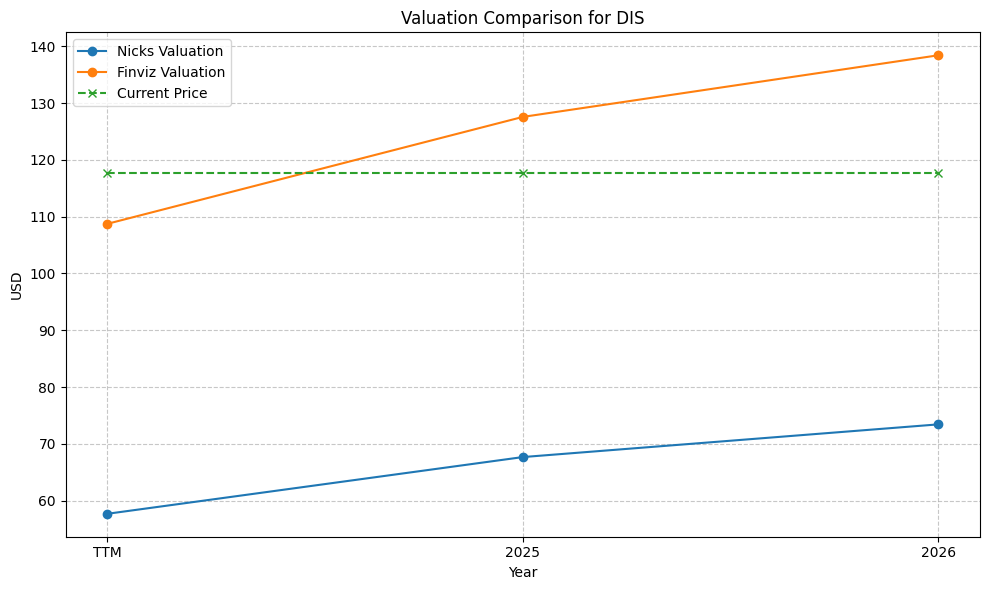 Valuation Comparison for DIS
Nicks Valuation
Finviz Valuation
Current Price
140
130
120
110
100
90
80
70
60
USD
TTM
2025
2026
Year